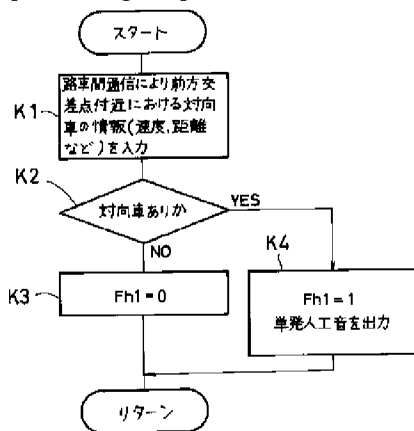 スタート
K1
路車間通信により前方交
差点付近における対向
車の情報(速度,距離
など)を入力
K2
対向車ありか
YES
NO
K3
Fh1=0
K4
Fh1=1
単発人工音を出力
リターン